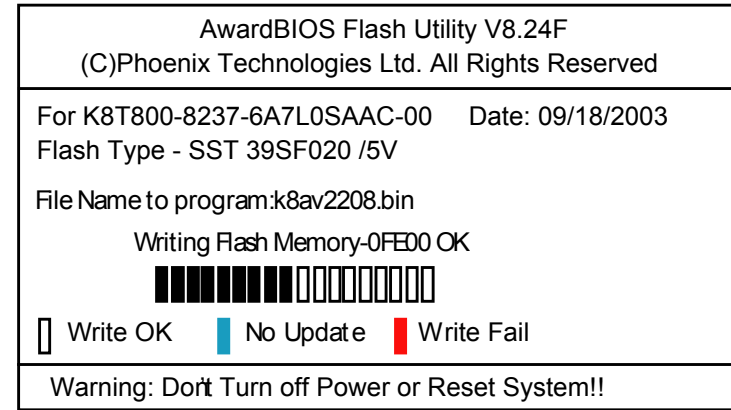 AwardBIOS Flash Utility V8.24F
(C)Phoenix Technologies Ltd. All Rights Reserved
For K8T800-8237-6A7L0SAAC-00 Date: 09/18/2003
Flash Type - SST 39SF020 /5V
File Name to program:k8av2208.bin
Writing Flash Memory-0FE00 OK
Write OK No Update Write Fail
Warning: Don't Turn off Power or Reset System!!